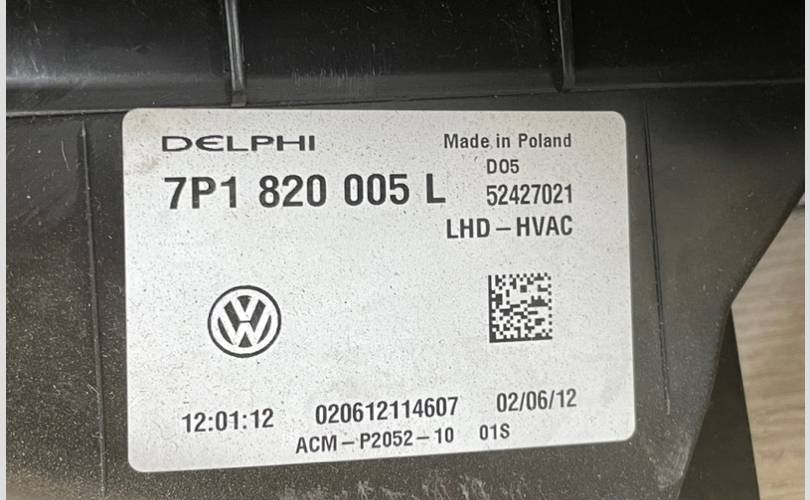 DELPHI Made in Poland
D05
7P1 820 005 L 52427021
LHD-HVAC
VW
12:01:12 020612114607 02/06/12
ACM-P2052-10 01S